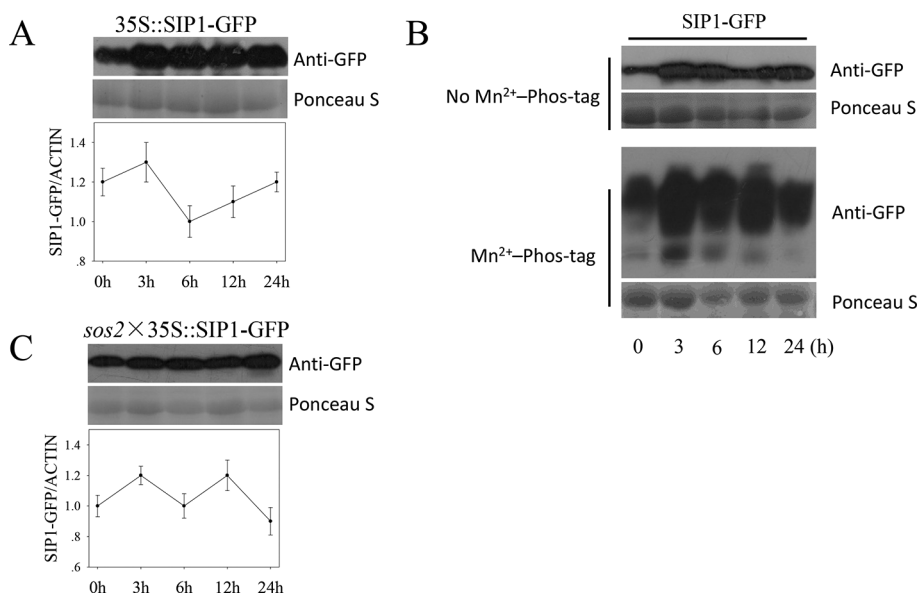 A
35S::SIP1-GFP
Anti-GFP
Ponceau S
SIP1-GFP/ACTIN
1.4
1.2
1.0
.8
0h 3h 6h 12h 24h
B
SIP1-GFP
No Mn²⁺–Phos-tag
Anti-GFP
Ponceau S
Mn²⁺–Phos-tag
Anti-GFP
Ponceau S
0 3 6 12 24 (h)
C
sos2×35S::SIP1-GFP
Anti-GFP
Ponceau S
SIP1-GFP/ACTIN
1.4
1.2
1.0
.8
.6
0h 3h 6h 12h 24h